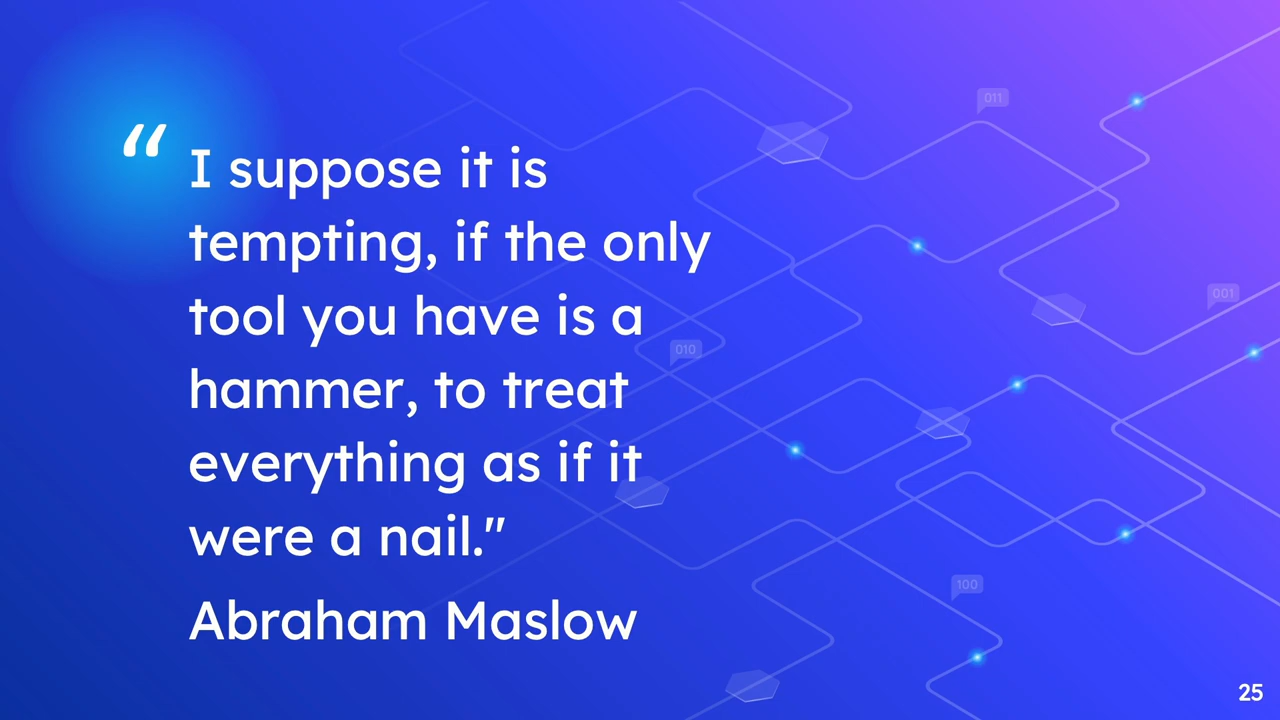 “
I suppose it is
tempting, if the only
tool you have is a
hammer, to treat
everything as if it
were a nail."
Abraham Maslow
011
001
010
100
25